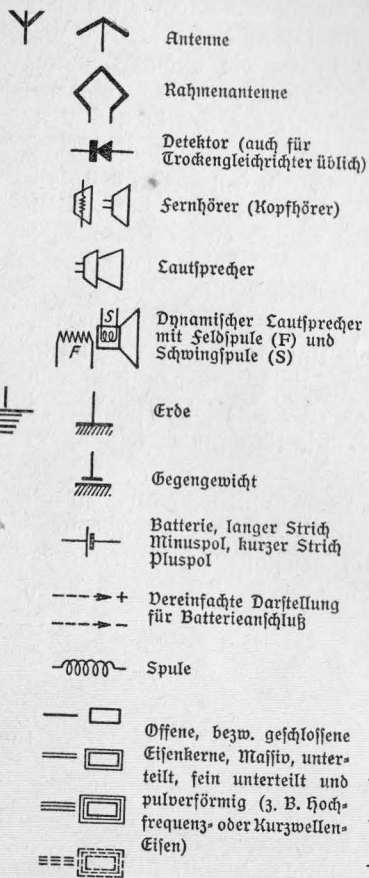 Antenne
Rahmenantenne
Detektor (auch für
Trockengleichrichter üblich)
Fernhörer (Kopfhörer)
Lautsprecher
S
F
Dynamischer Lautsprecher
mit Feldspule (F) und
Schwingspule (S)
Erde
Gegengewicht
Batterie, langer Strich
Minuspol, kurzer Strich
Pluspol
+
-
Vereinfachte Darstellung
für Batterieanschluß
Spule
Offene, bezw. geschlossene
Eisenkerne, Massiv, unter-
teilt, fein unterteilt und
pulverförmig (z. B. Hoch-
frequenz- oder Kurzwellen-
Eisen)